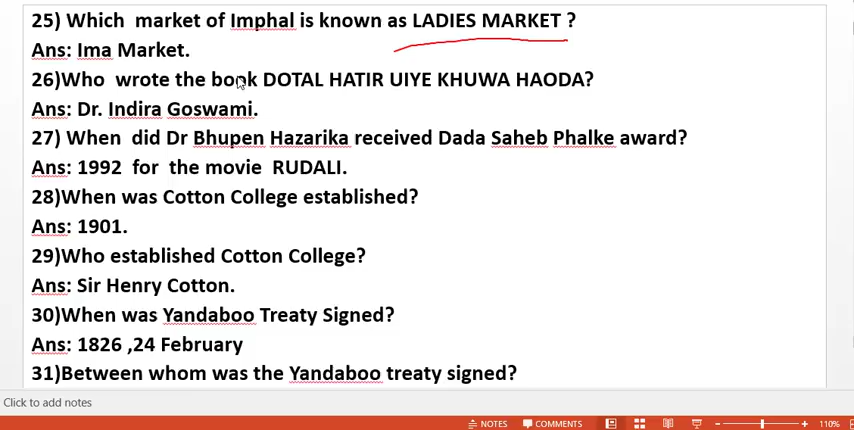 25) Which market of Imphal is known as LADIES MARKET ?
Ans: Ima Market.
26)Who wrote the book DOTAL HATIR UIYE KHUWA HAODA?
Ans: Dr. Indira Goswami.
27) When did Dr Bhupen Hazarika received Dada Saheb Phalke award?
Ans: 1992 for the movie RUDALI.
28)When was Cotton College established?
Ans: 1901.
29)Who established Cotton College?
Ans: Sir Henry Cotton.
30)When was Yandaboo Treaty Signed?
Ans: 1826 ,24 February
31)Between whom was the Yandaboo treaty signed?
Click to add notes
NOTES COMMENTS 110%